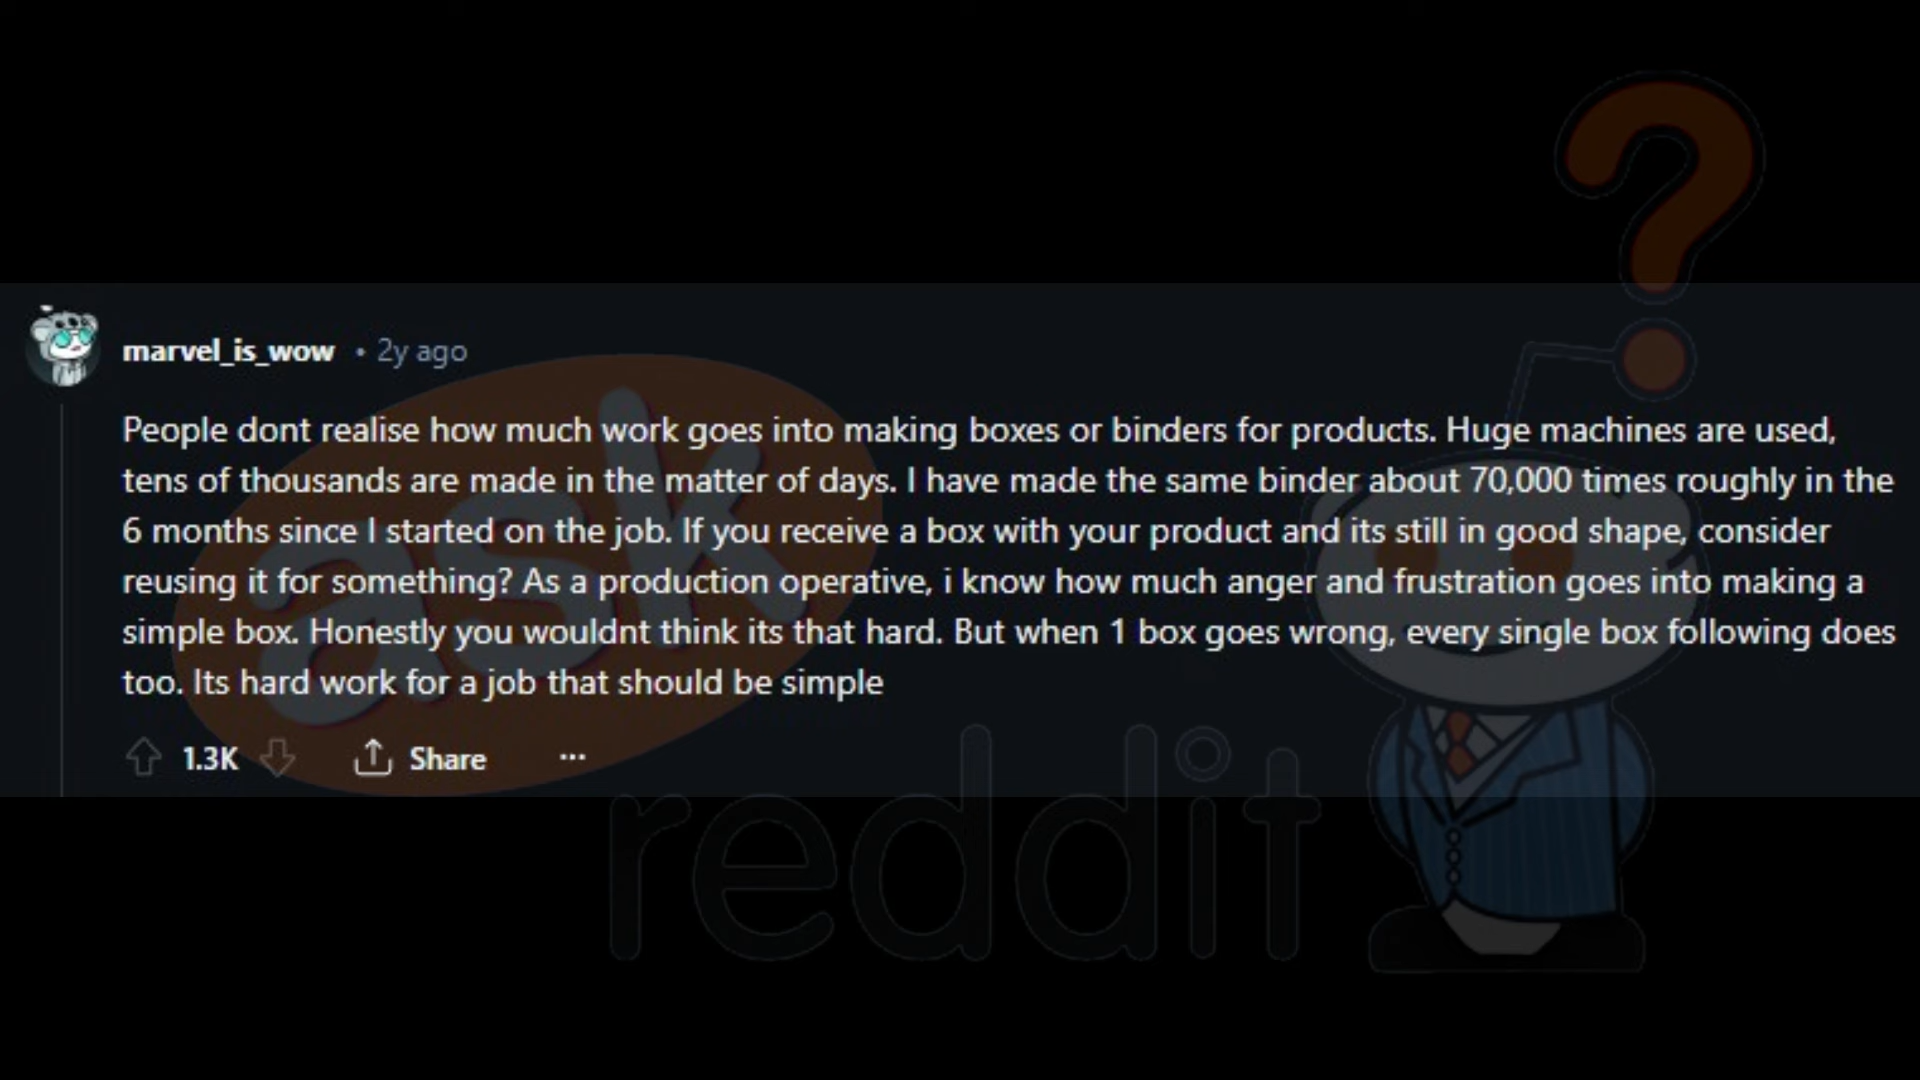 marvel_is_wow • 2y ago
People dont realise how much work goes into making boxes or binders for products. Huge machines are used,
tens of thousands are made in the matter of days. I have made the same binder about 70,000 times roughly in the
6 months since I started on the job. If you receive a box with your product and its still in good shape, consider
reusing it for something? As a production operative, i know how much anger and frustration goes into making a
simple box. Honestly you wouldnt think its that hard. But when 1 box goes wrong, every single box following does
too. Its hard work for a job that should be simple
1.3K Share ...
ask
reddit
?